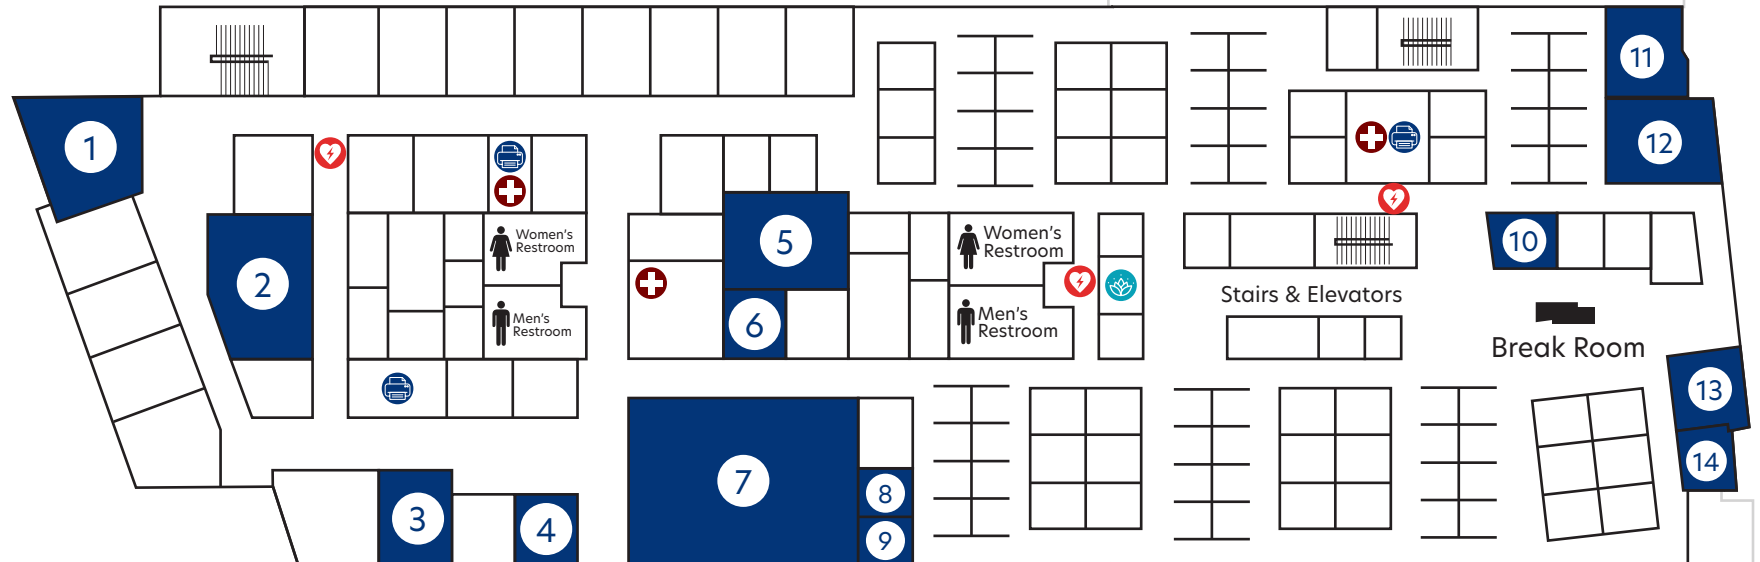 11
1
12
Women's
Restroom
5
Women's
Restroom
10
2
Stairs & Elevators
6
Men's
Restroom
Men's
Restroom
Break Room
13
14
7
8
3
4
9